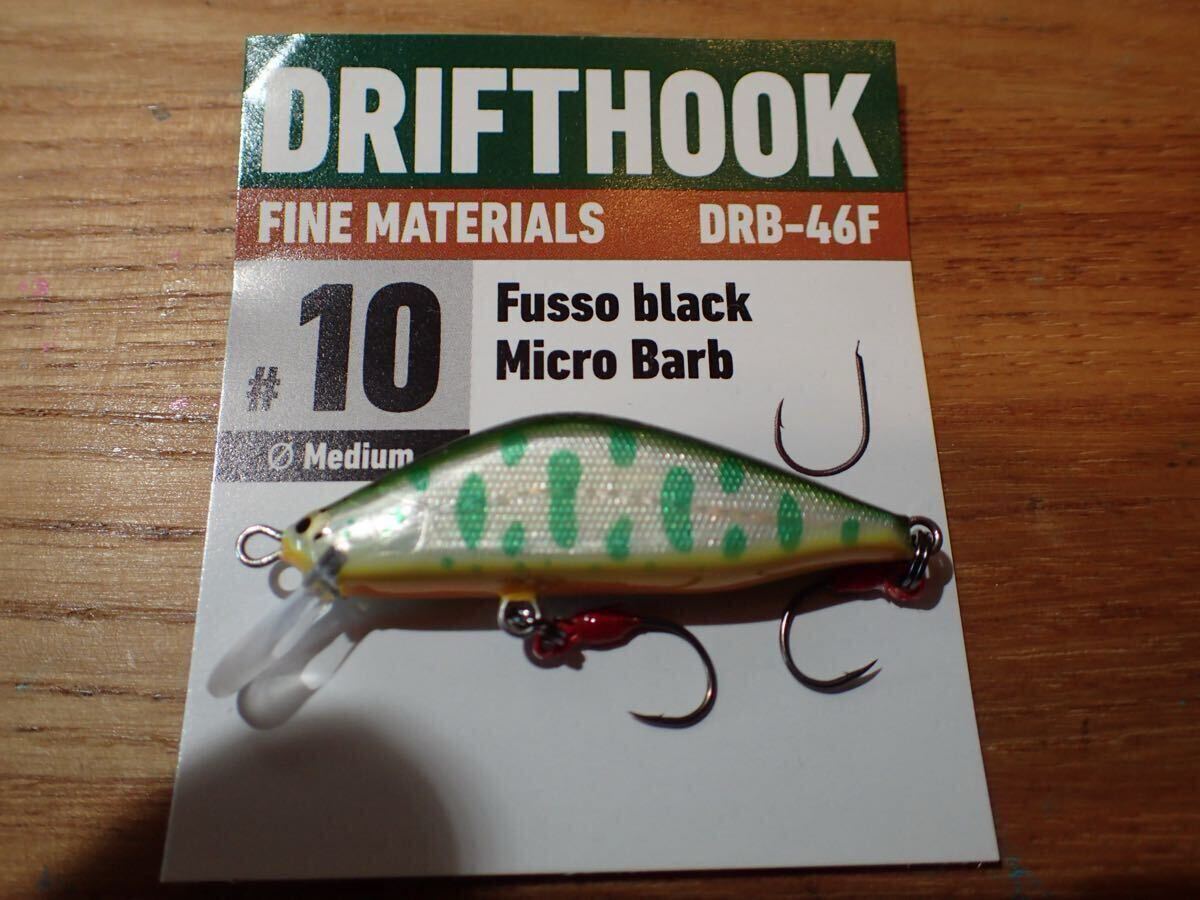 DRIFTHOOK
FINE MATERIALS DRB-46F
#10
Ø Medium
Fusso black
Micro Barb